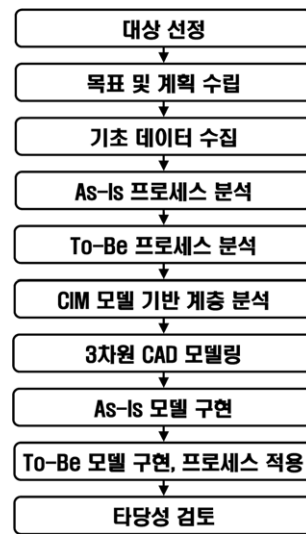 대상 선정
목표 및 계획 수립
기초 데이터 수집
As-Is 프로세스 분석
To-Be 프로세스 분석
CIM 모델 기반 계층 분석
3차원 CAD 모델링
As-Is 모델 구현
To-Be 모델 구현, 프로세스 적용
타당성 검토